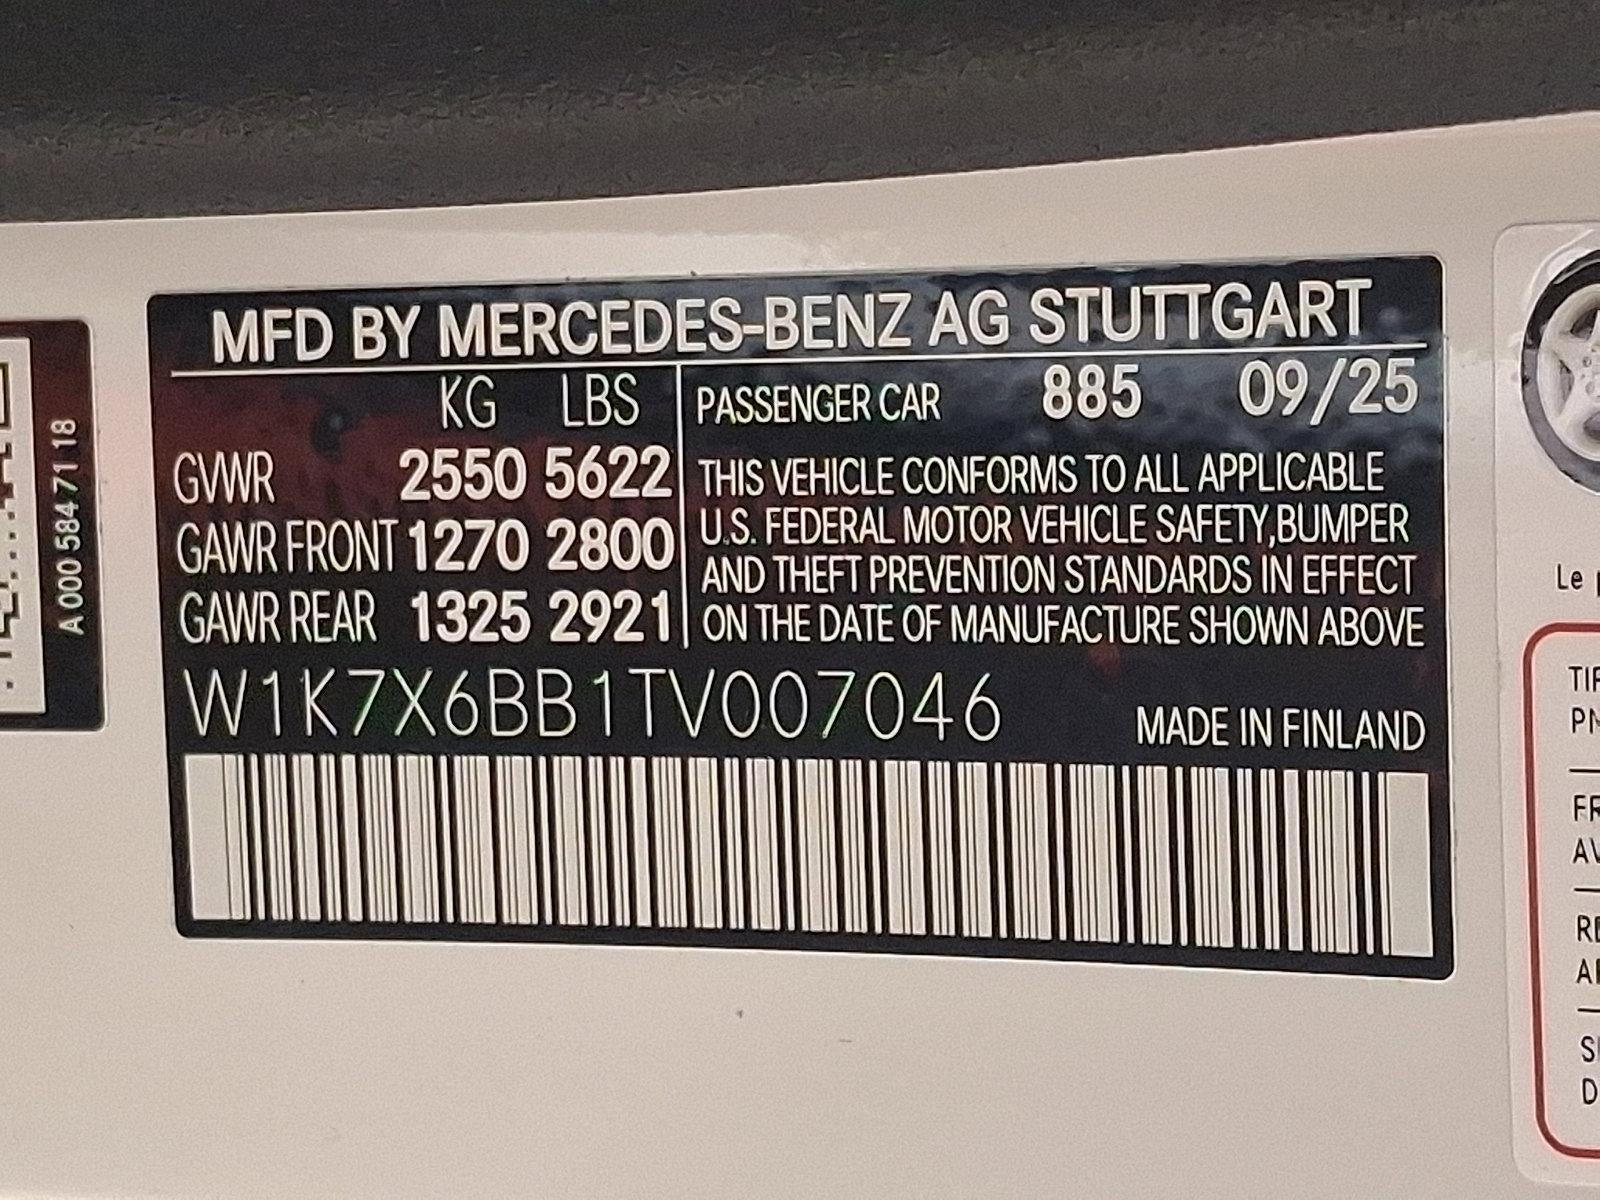 MFD BY MERCEDES-BENZ AG STUTTGART
KG LBS
PASSENGER CAR 885 09/25
GVWR 2550 5622
GAWR FRONT 1270 2800
GAWR REAR 1325 2921
THIS VEHICLE CONFORMS TO ALL APPLICABLE
U.S. FEDERAL MOTOR VEHICLE SAFETY,BUMPER
AND THEFT PREVENTION STANDARDS IN EFFECT
ON THE DATE OF MANUFACTURE SHOWN ABOVE
W1K7X6BB1TV007046
MADE IN FINLAND
A 000 584 71 18
Le